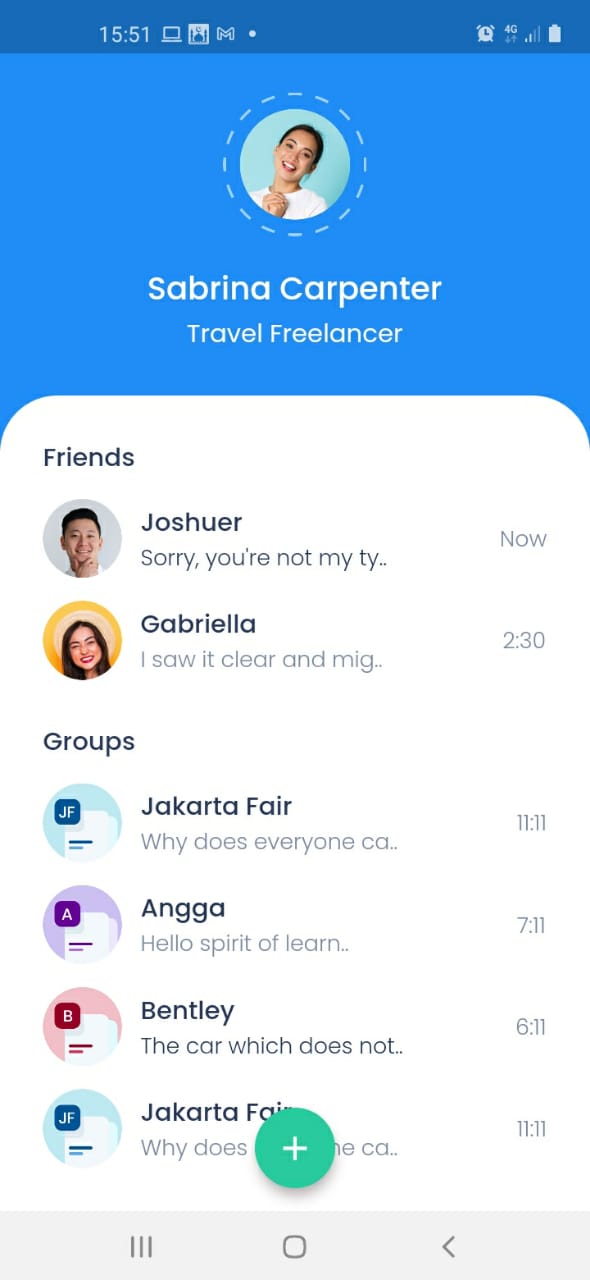 15:51
4G
Sabrina Carpenter
Travel Freelancer
Friends
Joshuer
Sorry, you're not my ty..
Now
Gabriella
I saw it clear and mig..
2:30
Groups
JF
Jakarta Fair
Why does everyone ca..
11:11
A
Angga
Hello spirit of learn..
7:11
B
Bentley
The car which does not..
6:11
JF
Jakarta Fair
Why does ne ca..
11:11